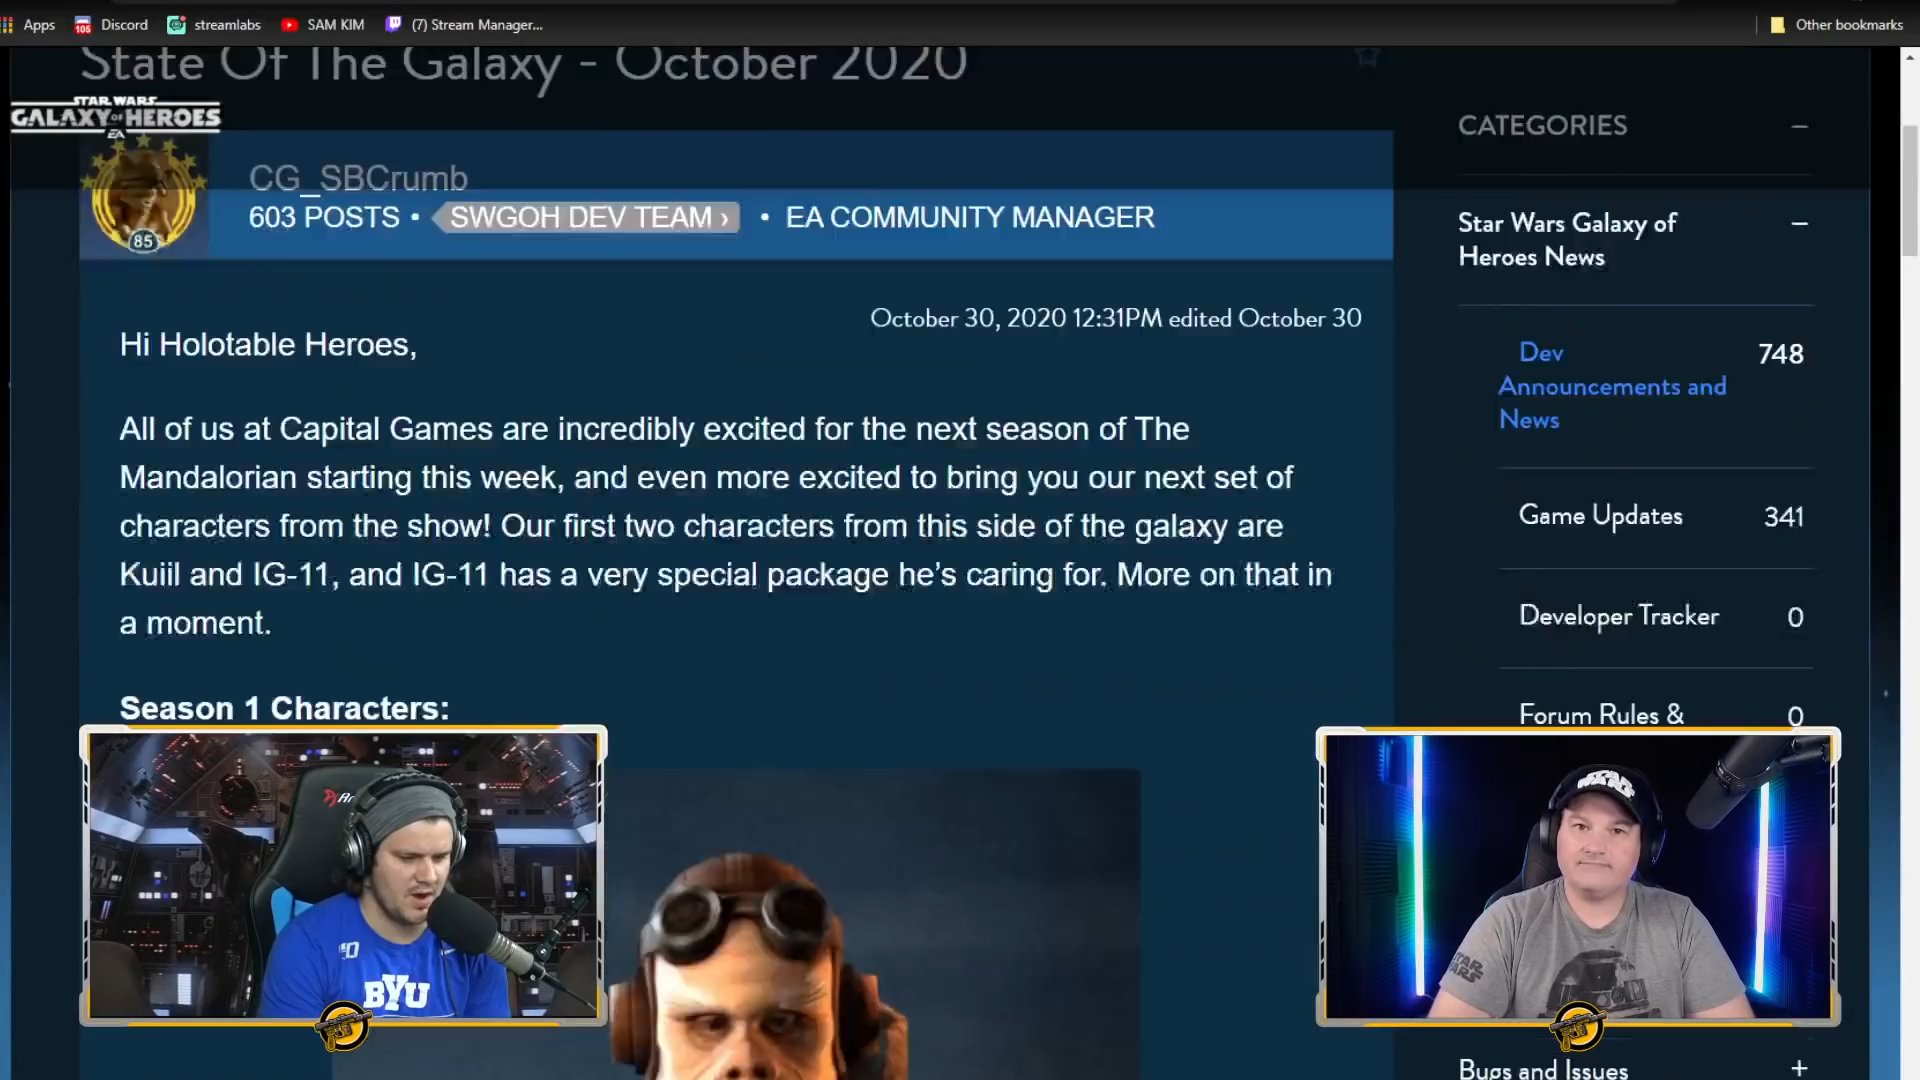 Apps
Discord
streamlabs
SAM KIM
(7) Stream Manager...
Other bookmarks
State Of The Galaxy - October 2020
STAR WARS
GALAXY OF HEROES
EA
85
CG_SBCrumb
603 POSTS • SWGOH DEV TEAM › • EA COMMUNITY MANAGER
October 30, 2020 12:31PM edited October 30
Hi Holotable Heroes,
All of us at Capital Games are incredibly excited for the next season of The
Mandalorian starting this week, and even more excited to bring you our next set of
characters from the show! Our first two characters from this side of the galaxy are
Kuiil and IG-11, and IG-11 has a very special package he's caring for. More on that in
a moment.
Season 1 Characters:
CATEGORIES
Star Wars Galaxy of
Heroes News
Dev 748
Announcements and
News
Game Updates 341
Developer Tracker 0
Forum Rules & 0
Bugs and Issues +
BYU
STAR WARS
STAR WARS